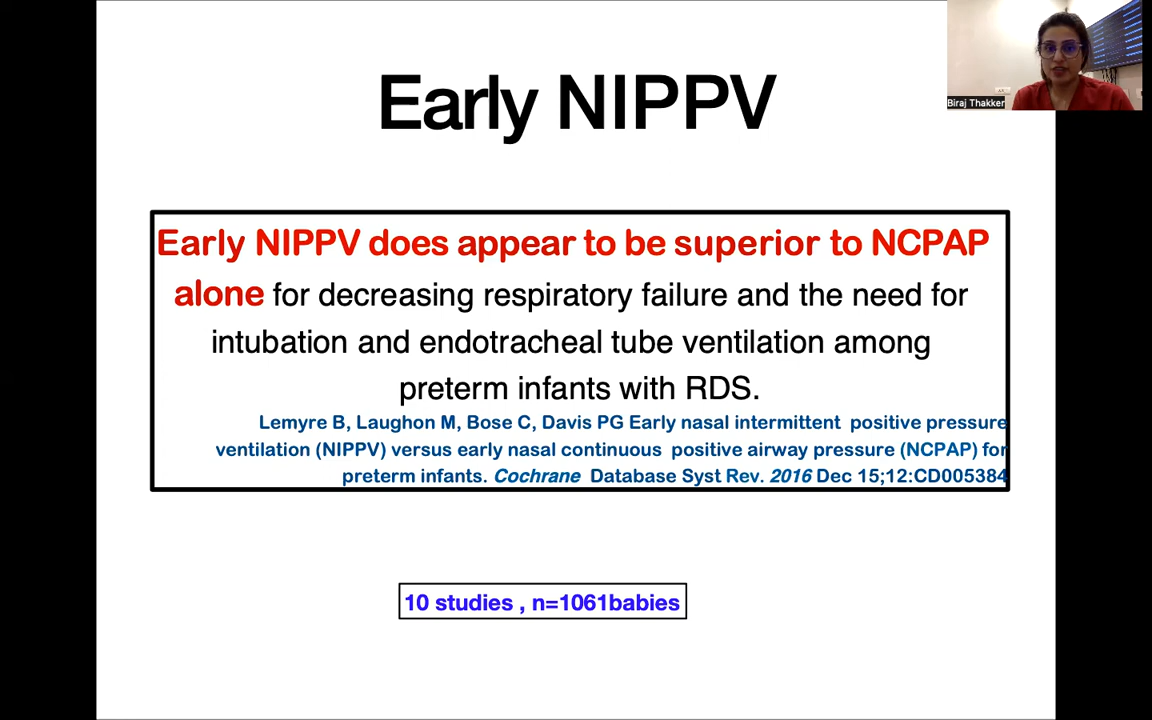 Early NIPPV
Biraj Thakker
Early NIPPV does appear to be superior to NCPAP
alone for decreasing respiratory failure and the need for
intubation and endotracheal tube ventilation among
preterm infants with RDS.
Lemyre B, Laughon M, Bose C, Davis PG Early nasal intermittent positive pressure
ventilation (NIPPV) versus early nasal continuous positive airway pressure (NCPAP) for
preterm infants. Cochrane Database Syst Rev. 2016 Dec 15;12:CD005384
10 studies , n=1061babies